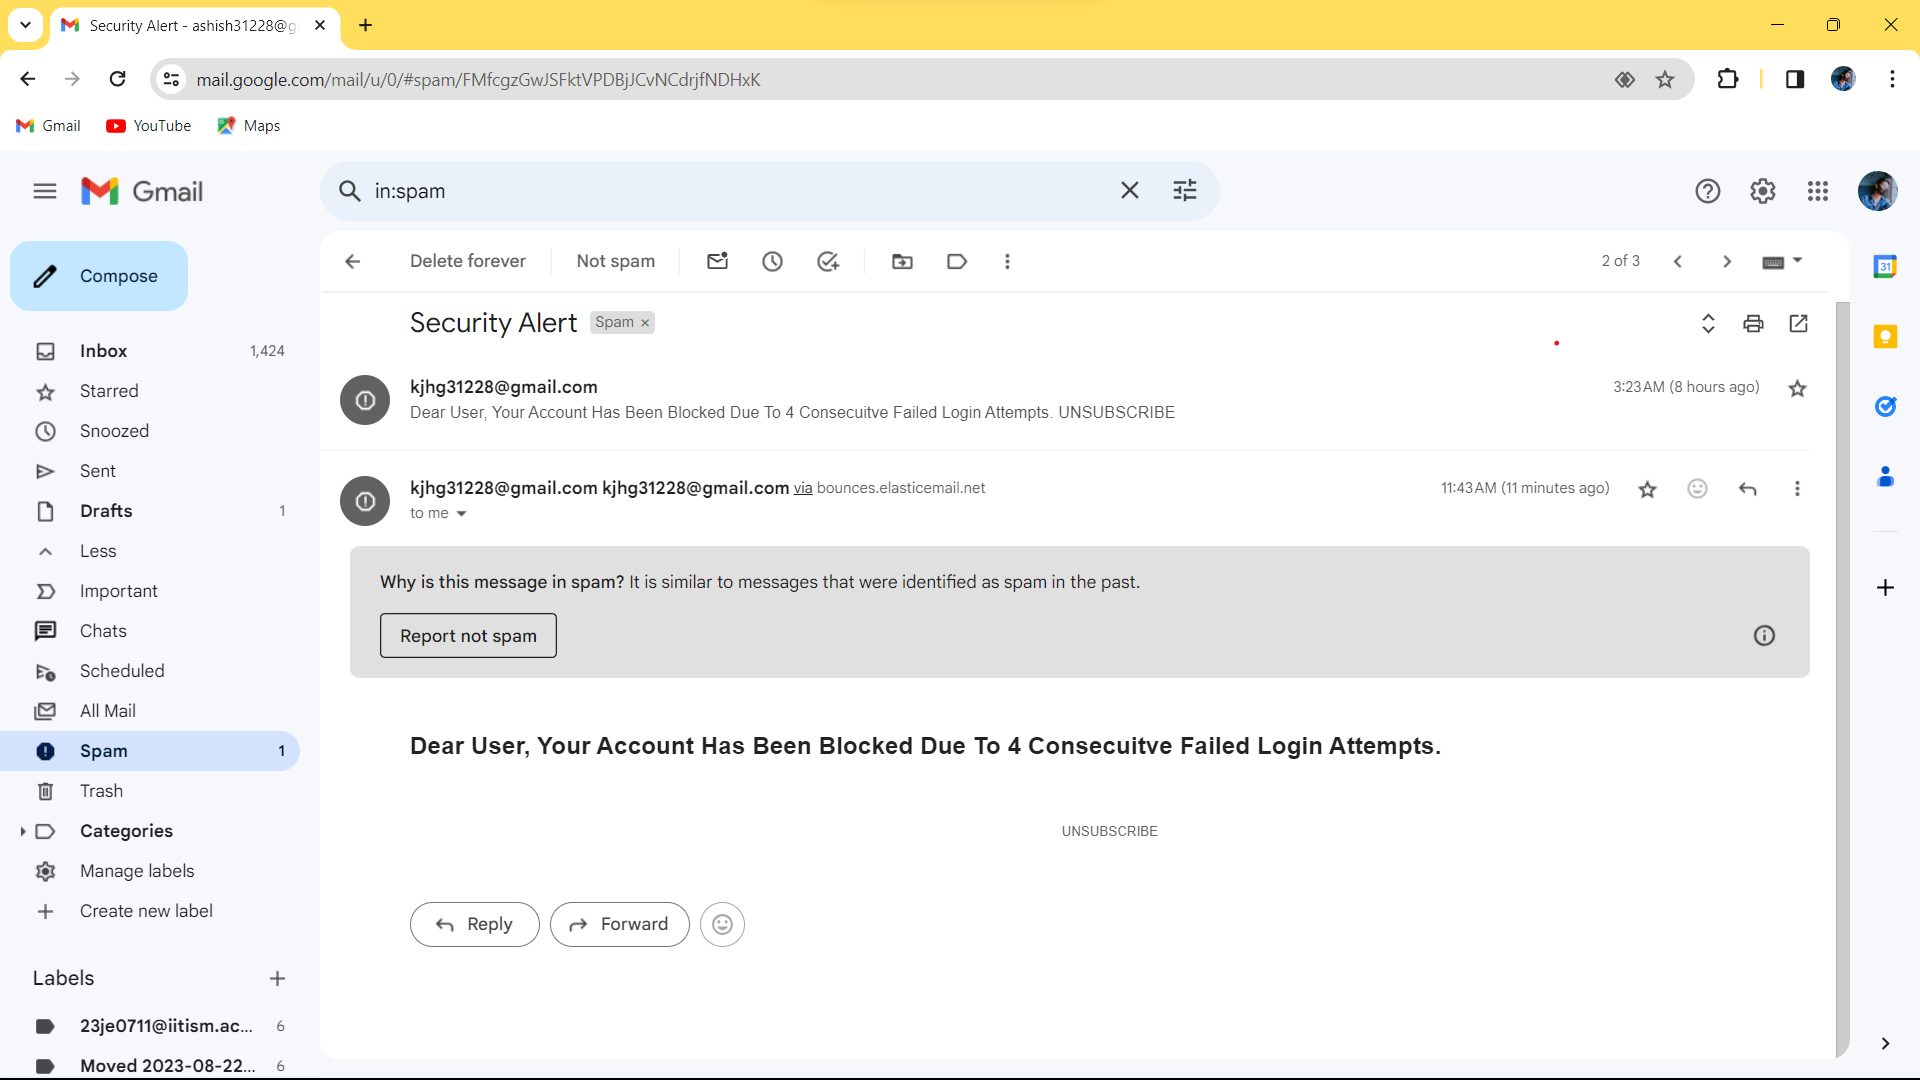 Security Alert - ashish31228@g
mail.google.com/mail/u/0/#spam/FMfcgzGwJSFktVPDBjJCvNCdrjfNDHxK
Gmail YouTube Maps
Gmail
in:spam
Compose
Delete forever Not spam 2 of 3
Security Alert Spam ×
Inbox 1,424
Starred
Snoozed
Sent
Drafts 1
Less
Important
Chats
Scheduled
All Mail
Spam 1
Trash
Categories
Manage labels
Create new label
Labels
23je0711@iitism.ac... 6
Moved 2023-08-22... 6
kjhg31228@gmail.com 3:23 AM (8 hours ago)
Dear User, Your Account Has Been Blocked Due To 4 Consecuitve Failed Login Attempts. UNSUBSCRIBE
kjhg31228@gmail.com kjhg31228@gmail.com via bounces.elasticemail.net 11:43 AM (11 minutes ago)
to me
Why is this message in spam? It is similar to messages that were identified as spam in the past.
Report not spam
Dear User, Your Account Has Been Blocked Due To 4 Consecuitve Failed Login Attempts.
UNSUBSCRIBE
Reply Forward
31